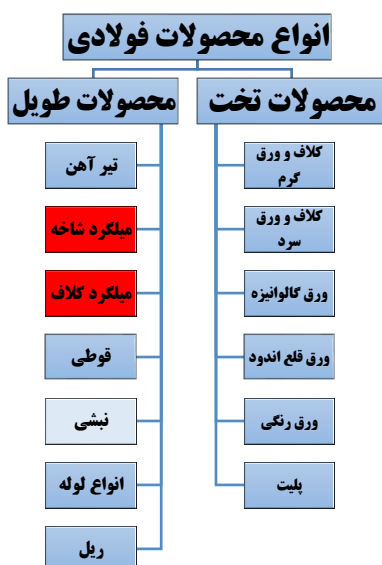 انواع محصولات فولادی
محصولات تخت
کلاف و ورق
گرم
کلاف و ورق
سرد
ورق گالوانیزه
ورق قلع اندود
ورق رنگی
پلیت
محصولات طویل
تیر آهن
میلگرد شاخه
میلگرد کلاف
قوطی
نبشی
انواع لوله
ریل